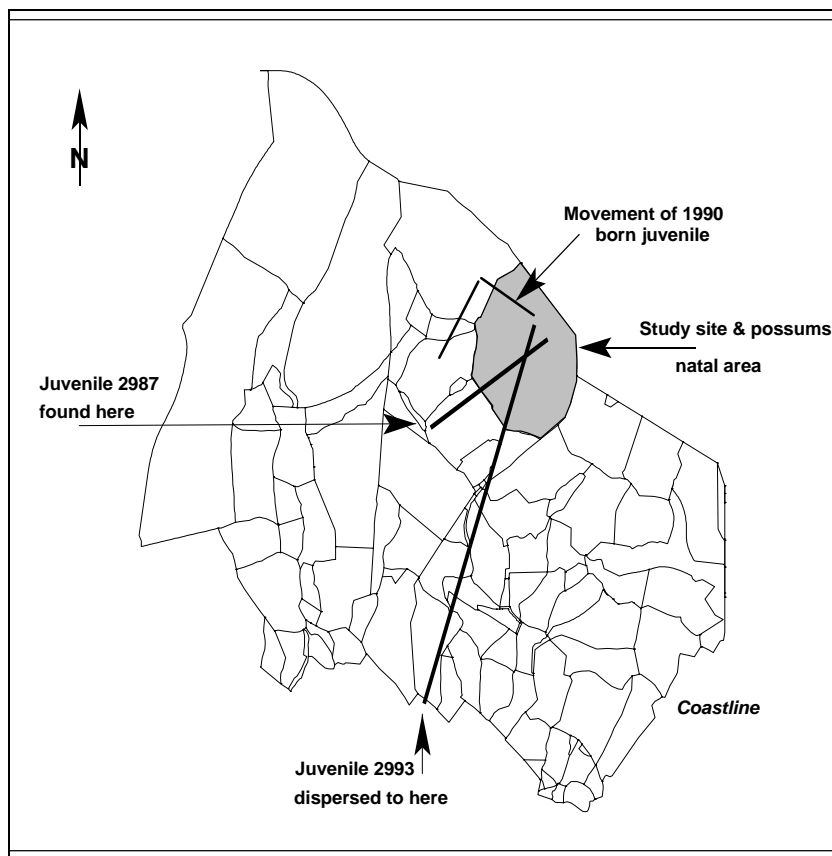 N
Movement of 1990
born juvenile
Study site & possums
natal area
Juvenile 2987
found here
Coastline
Juvenile 2993
dispersed to here